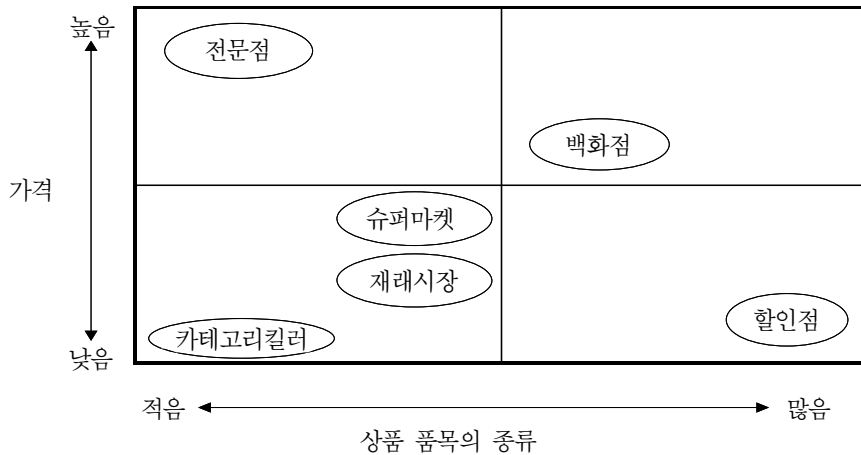 높음
전문점
백화점
가격
슈퍼마켓
재래시장
할인점
카테고리킬러
낮음
적음
많음
상품 품목의 종류